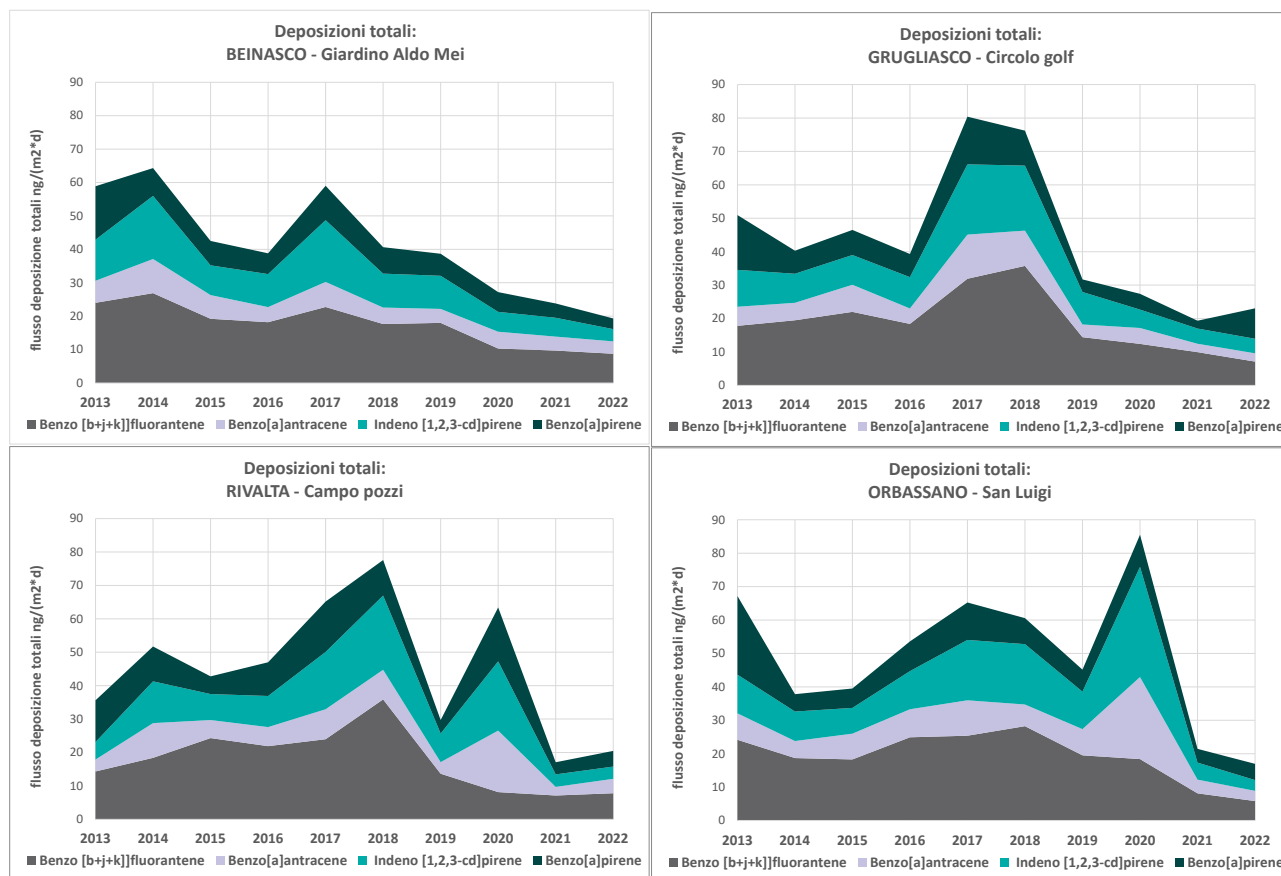 Deposizioni totali:
BEINASCO - Giardino Aldo Mei
flusso deposizione totali ng/(m2*d)
90
80
70
60
50
40
30
20
10
0
2013 2014 2015 2016 2017 2018 2019 2020 2021 2022
Benzo [b+j+k]]fluorantene Benzo[a]antracene Indeno [1,2,3-cd]pirene Benzo[a]pirene
Deposizioni totali:
GRUGLIASCO - Circolo golf
flusso deposizione totali ng/(m2*d)
90
80
70
60
50
40
30
20
10
0
2013 2014 2015 2016 2017 2018 2019 2020 2021 2022
Benzo [b+j+k]]fluorantene Benzo[a]antracene Indeno [1,2,3-cd]pirene Benzo[a]pirene
Deposizioni totali:
RIVALTA - Campo pozzi
flusso deposizione totali ng/(m2*d)
90
80
70
60
50
40
30
20
10
0
2013 2014 2015 2016 2017 2018 2019 2020 2021 2022
Benzo [b+j+k]]fluorantene Benzo[a]antracene Indeno [1,2,3-cd]pirene Benzo[a]pirene
Deposizioni totali:
ORBASSANO - San Luigi
flusso deposizione totali ng/(m2*d)
90
80
70
60
50
40
30
20
10
0
2013 2014 2015 2016 2017 2018 2019 2020 2021 2022
Benzo [b+j+k]]fluorantene Benzo[a]antracene Indeno [1,2,3-cd]pirene Benzo[a]pirene